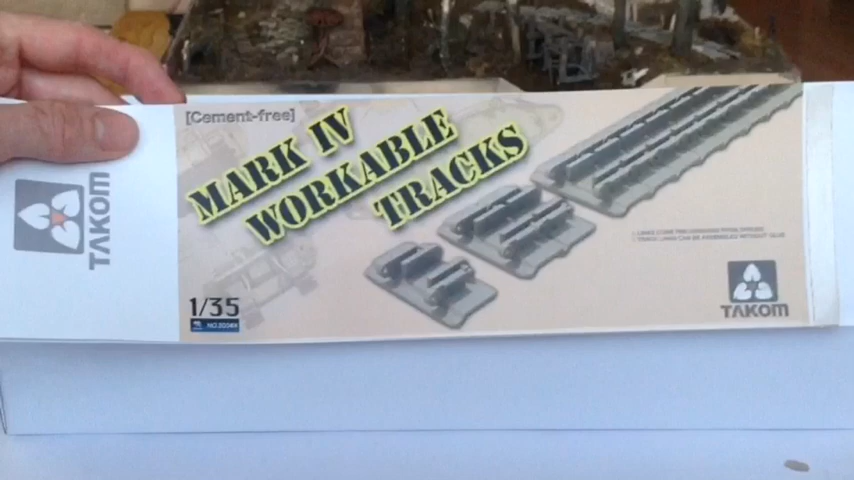 [Cement-free]
MARK IV
WORKABLE
TRACKS
TAKOM
1/35
TAKOM